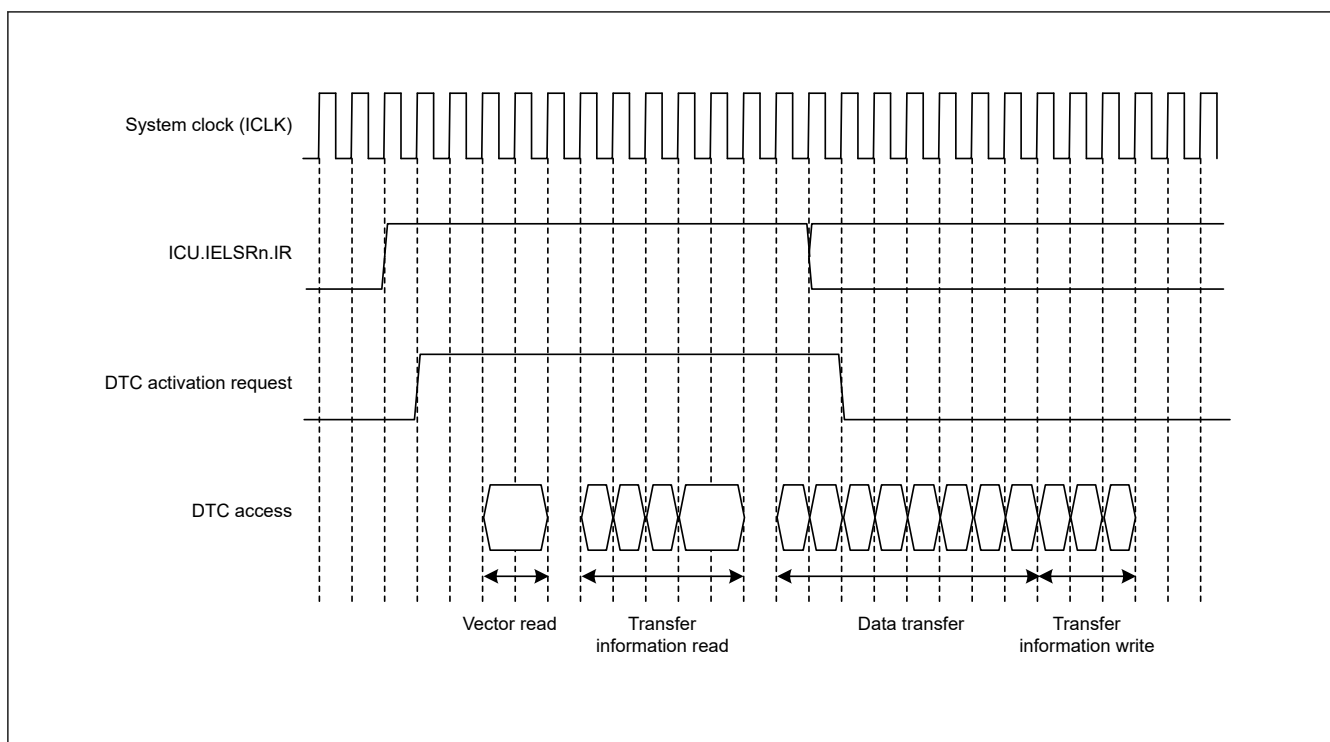 System clock (ICLK)
ICU.IELSRn.IR
DTC activation request
DTC access
Vector read
Transfer
information read
Data transfer
Transfer
information write